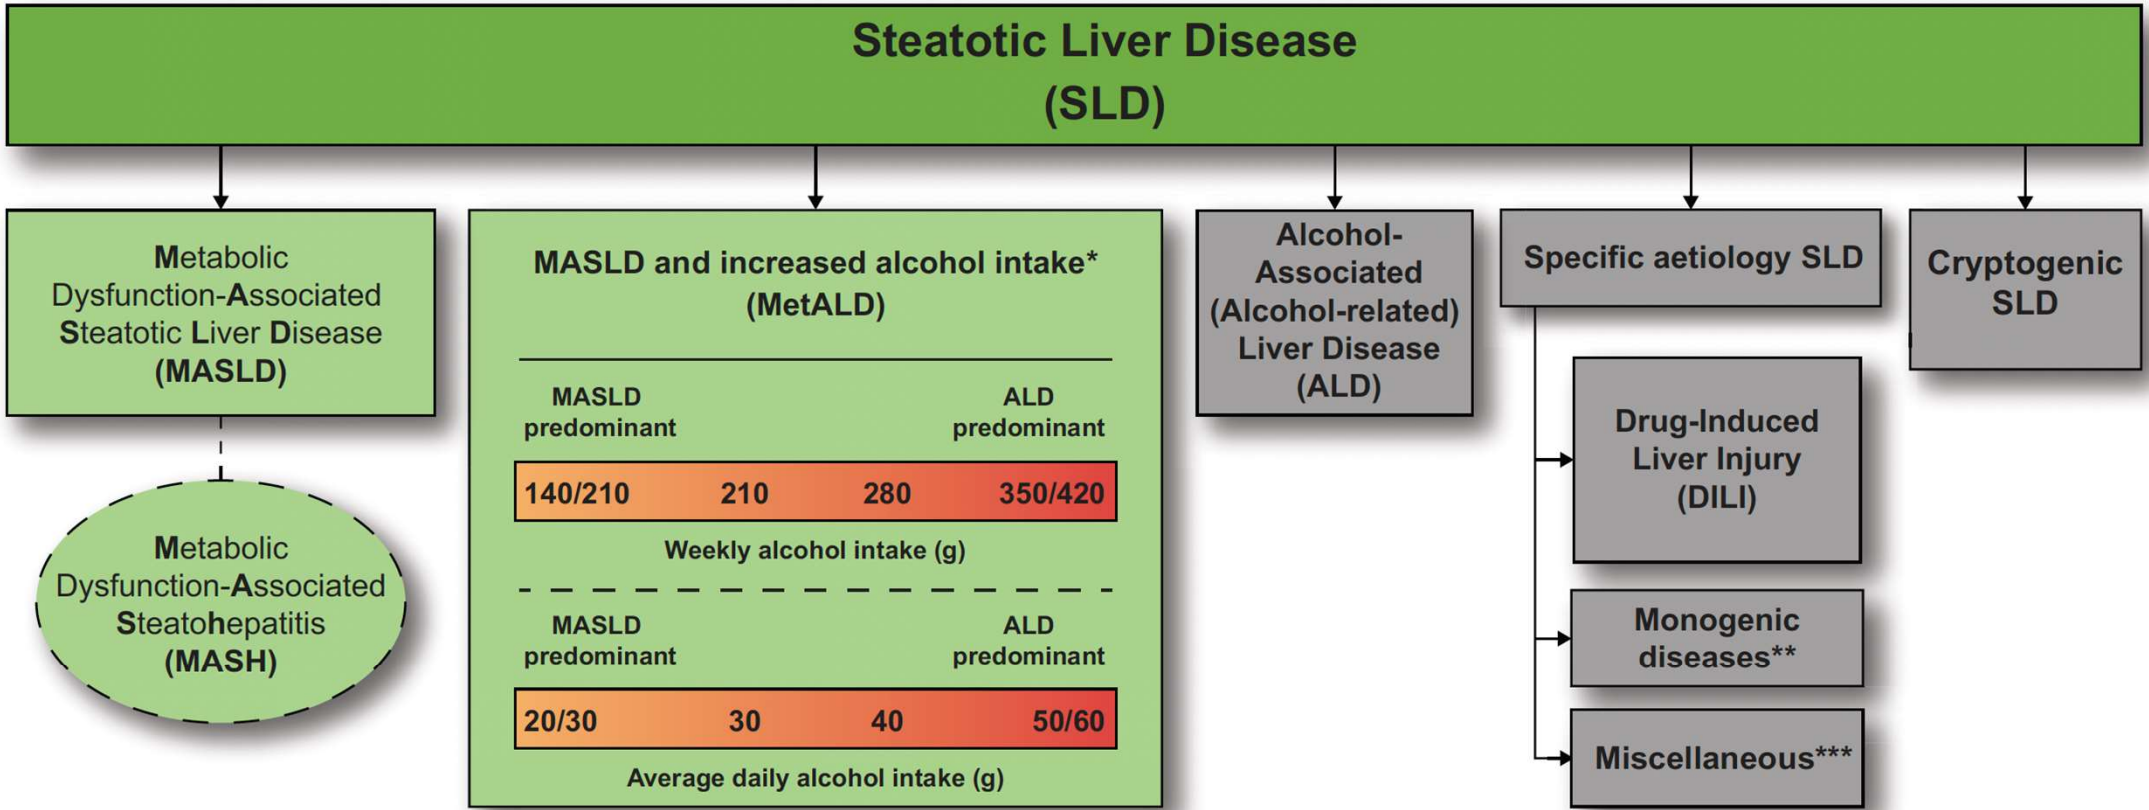 Steatotic Liver Disease
(SLD)
Metabolic
Dysfunction-Associated
Steatotic Liver Disease
(MASLD)
Metabolic
Dysfunction-Associated
Steatohepatitis
(MASH)
MASLD and increased alcohol intake*
(MetALD)
MASLD
predominant
ALD
predominant
140/210 210 280 350/420
Weekly alcohol intake (g)
MASLD
predominant
ALD
predominant
20/30 30 40 50/60
Average daily alcohol intake (g)
Alcohol-
Associated
(Alcohol-related)
Liver Disease
(ALD)
Specific aetiology SLD
Drug-Induced
Liver Injury
(DILI)
Monogenic
diseases**
Miscellaneous***
Cryptogenic
SLD